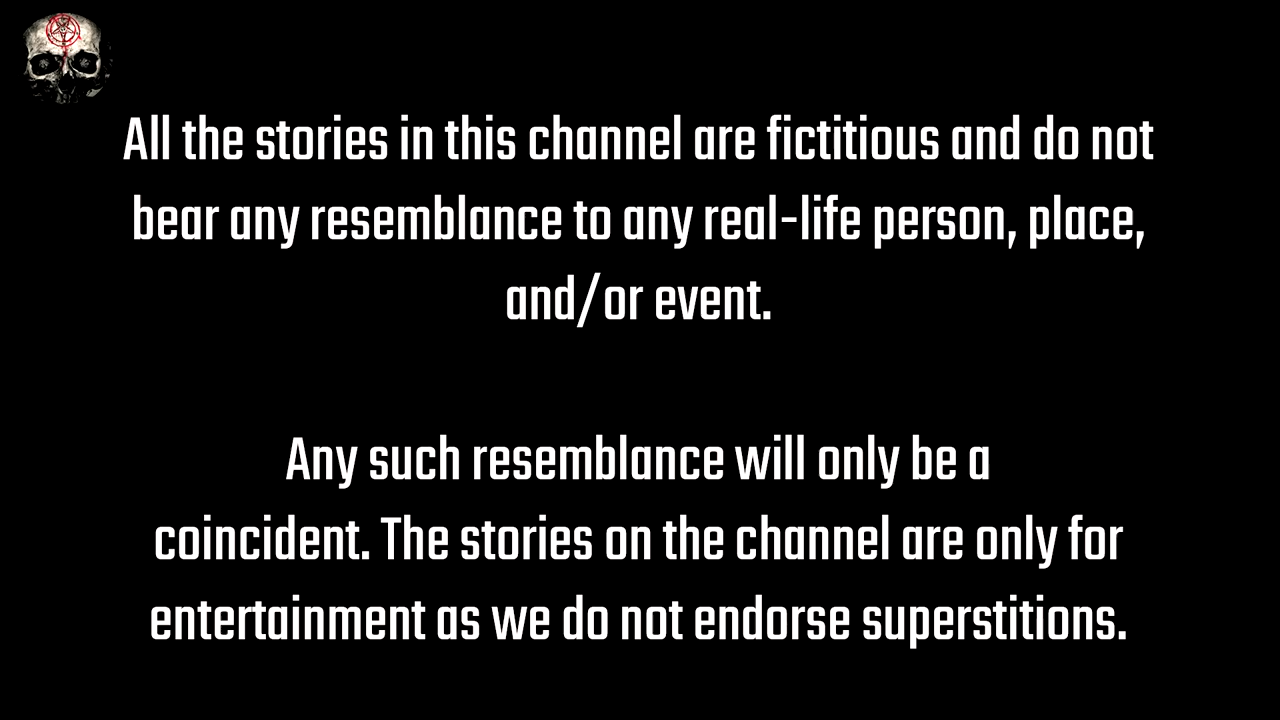 All the stories in this channel are fictitious and do not
bear any resemblance to any real-life person, place,
and/or event.
Any such resemblance will only be a
coincident. The stories on the channel are only for
entertainment as we do not endorse superstitions.